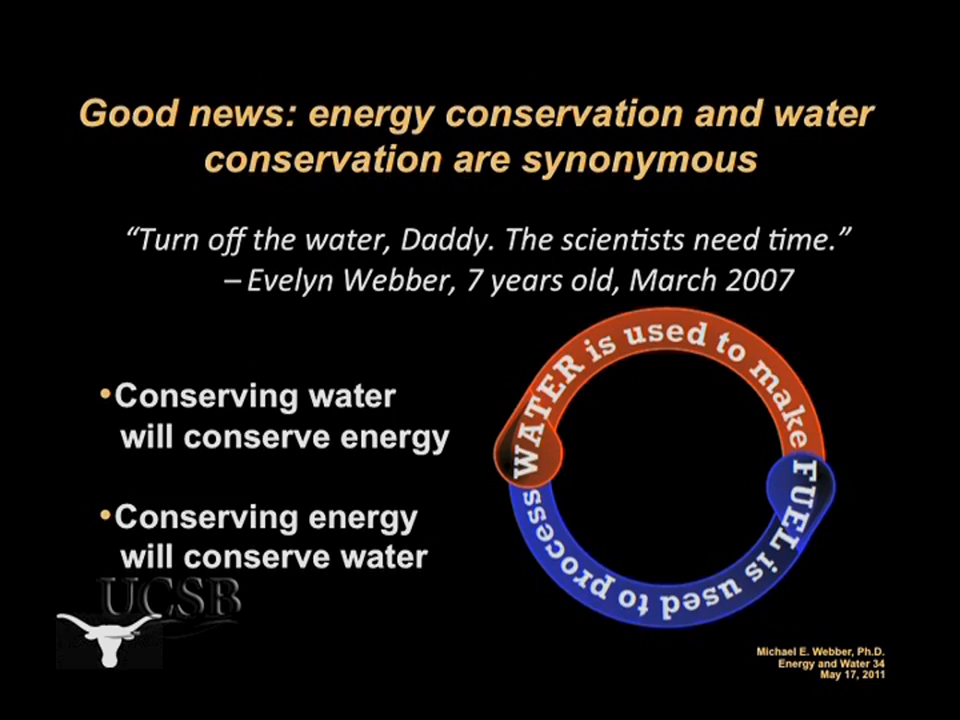 Good news: energy conservation and water
conservation are synonymous
“Turn off the water, Daddy. The scientists need time.”
– Evelyn Webber, 7 years old, March 2007
•Conserving water
will conserve energy
•Conserving energy
will conserve water
WATER is used to make
FUEL is used to process
UCSB
Michael E. Webber, Ph.D.
Energy and Water 34
May 17, 2011